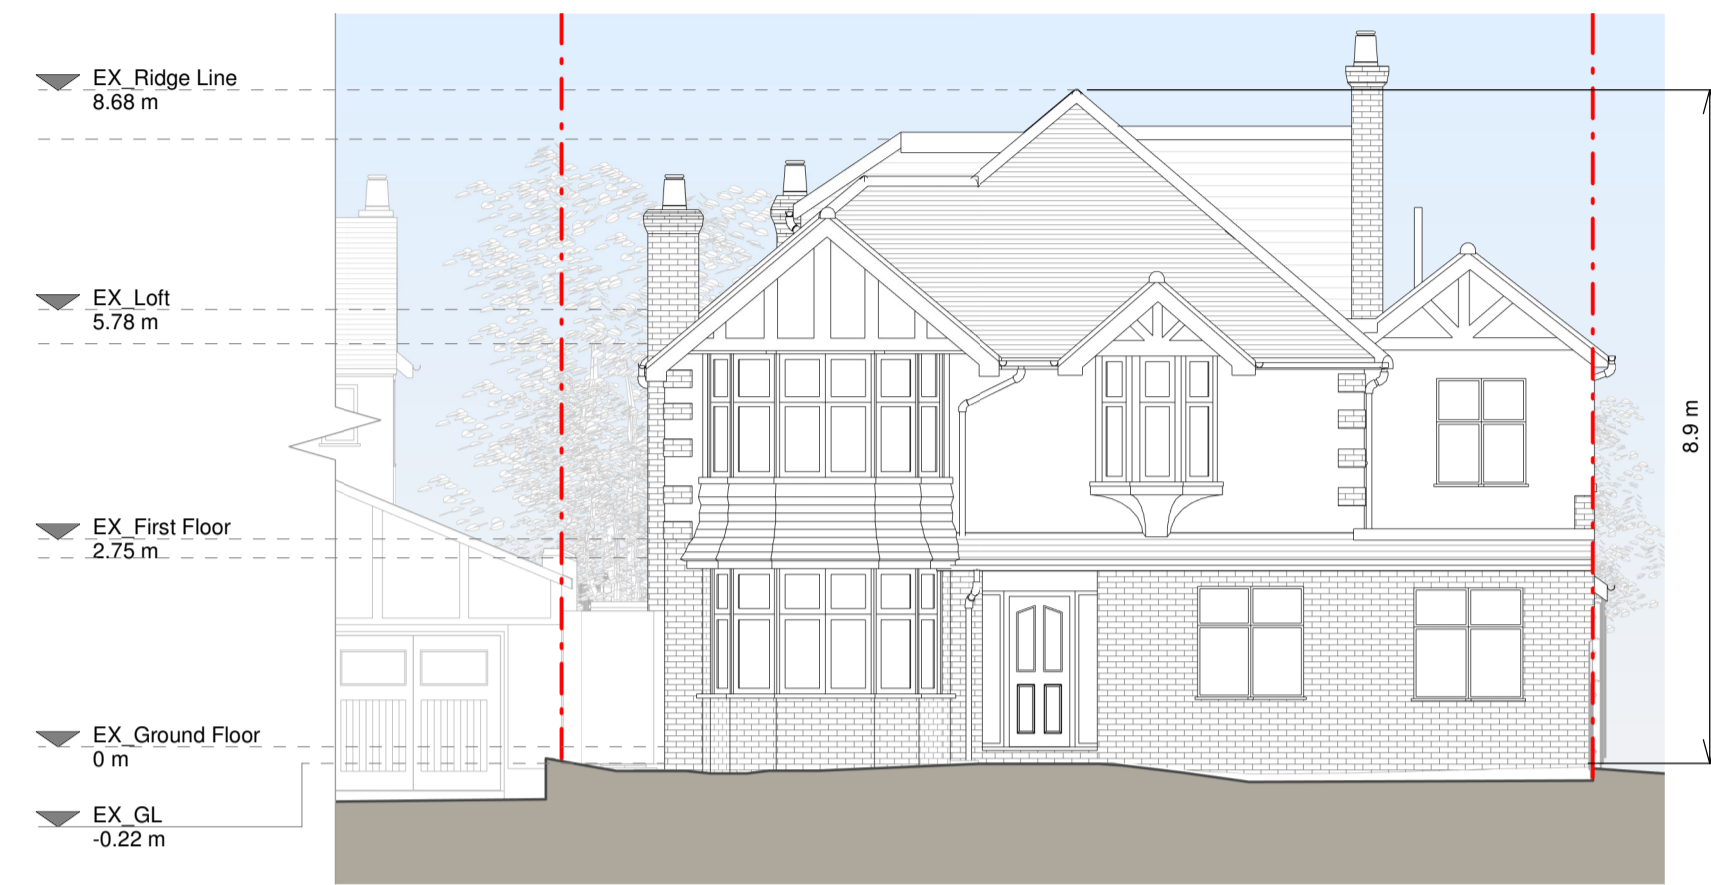 EX_Ridge Line
8.68 m
EX_Loft
5.78 m
EX_First Floor
2.75 m
EX_Ground Floor
0 m
EX_GL
-0.22 m
8.9 m